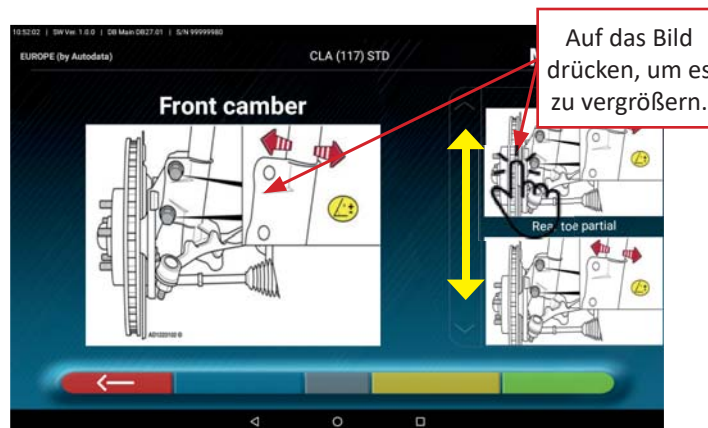 10:52:02 | SW Ver. 1.0.0 | DB Main DB27.01 | S/N 99999980
EUROPE (by Autodata)
CLA (117) STD
Auf das Bild
drücken, um es
zu vergrößern.
Front camber
Rear toe partial
AD1223102 ©